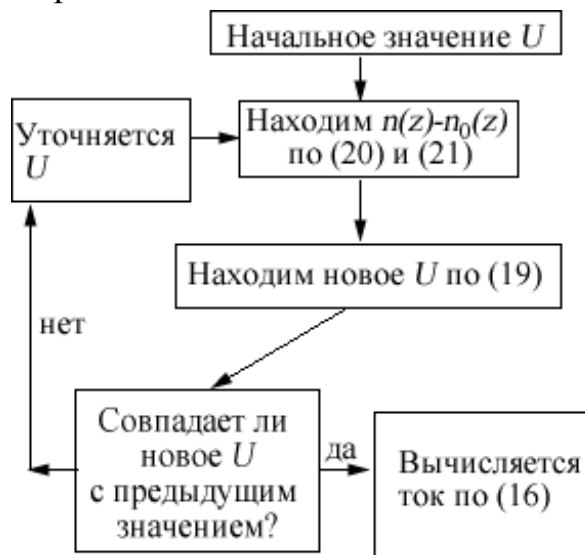 Начальное значение U
Уточняется
U
Находим n(z)-n₀(z)
по (20) и (21)
Находим новое U по (19)
нет
Совпадает ли
новое U
с предыдущим
значением?
да
Вычисляется
ток по (16)